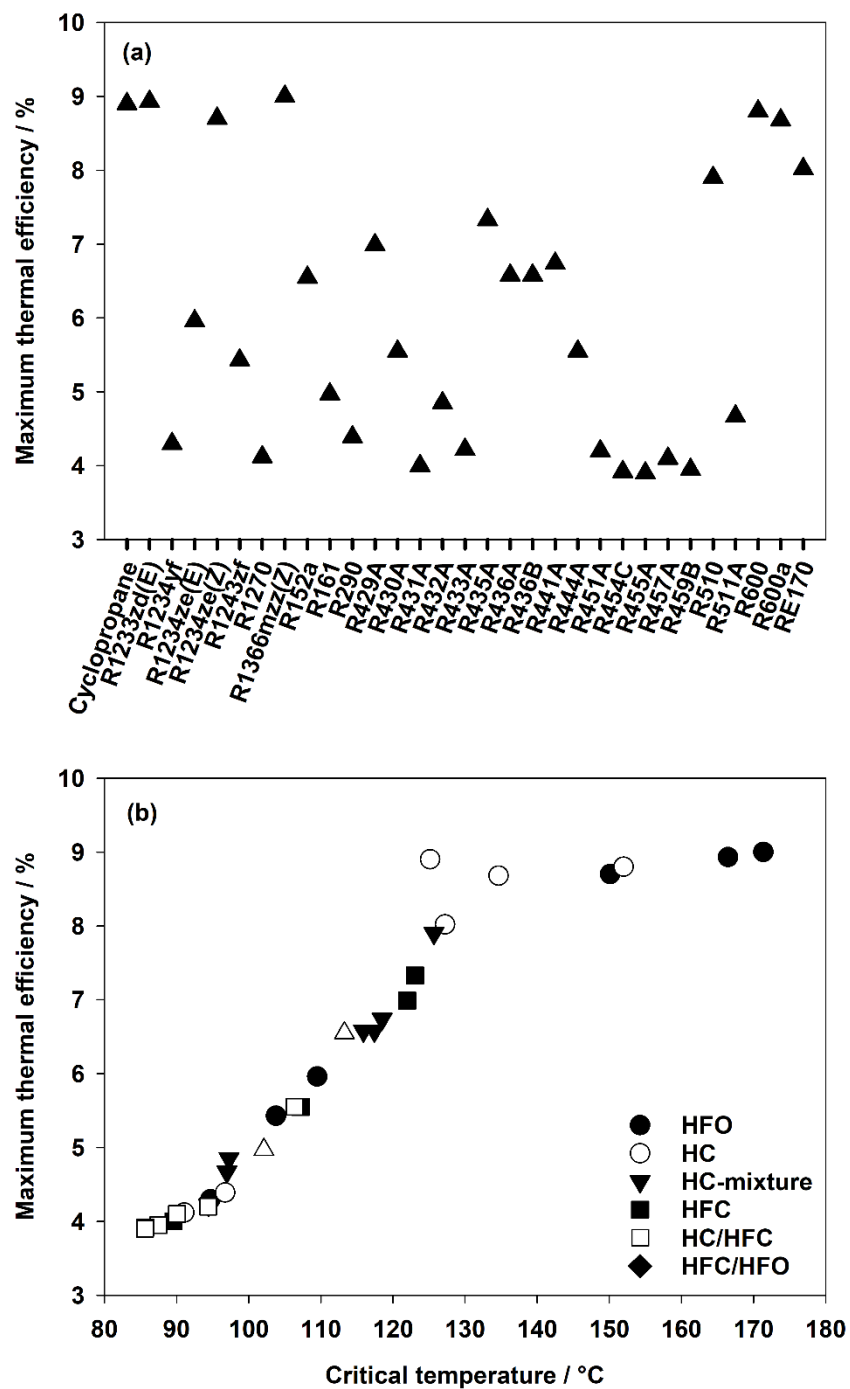 (a)
Maximum thermal efficiency / %
10
9
8
7
6
5
4
3
Cyclopropane
R1233zd(E)
R1234yf
R1234ze(E)
R1234ze(Z)
R1243zf
R1270
R1366mzz(Z)
R152a
R161
R290
R429A
R430A
R431A
R432A
R433A
R435A
R436A
R436B
R441A
R444A
R451A
R454C
R455A
R457A
R459B
R510
R511A
R600
R600a
RE170
(b)
Maximum thermal efficiency / %
10
9
8
7
6
5
4
3
HFO
HC
HC-mixture
HFC
HC/HFC
HFC/HFO
80 90 100 110 120 130 140 150 160 170 180
Critical temperature / °C